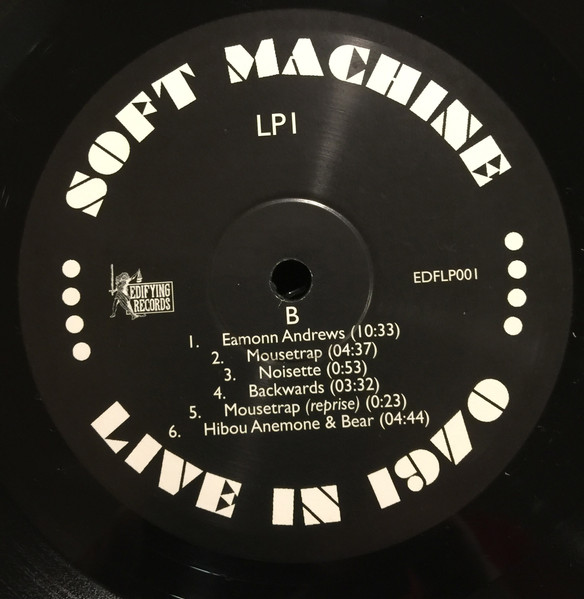 SOFT MACHINE
LP1
EDIFYING
RECORDS
EDFLP001
B
1. Eamonn Andrews (10:33)
2. Mousetrap (04:37)
3. Noisette (0:53)
4. Backwards (03:32)
5. Mousetrap (reprise) (0:23)
6. Hibou Anemone & Bear (04:44)
LIVE IN 1970